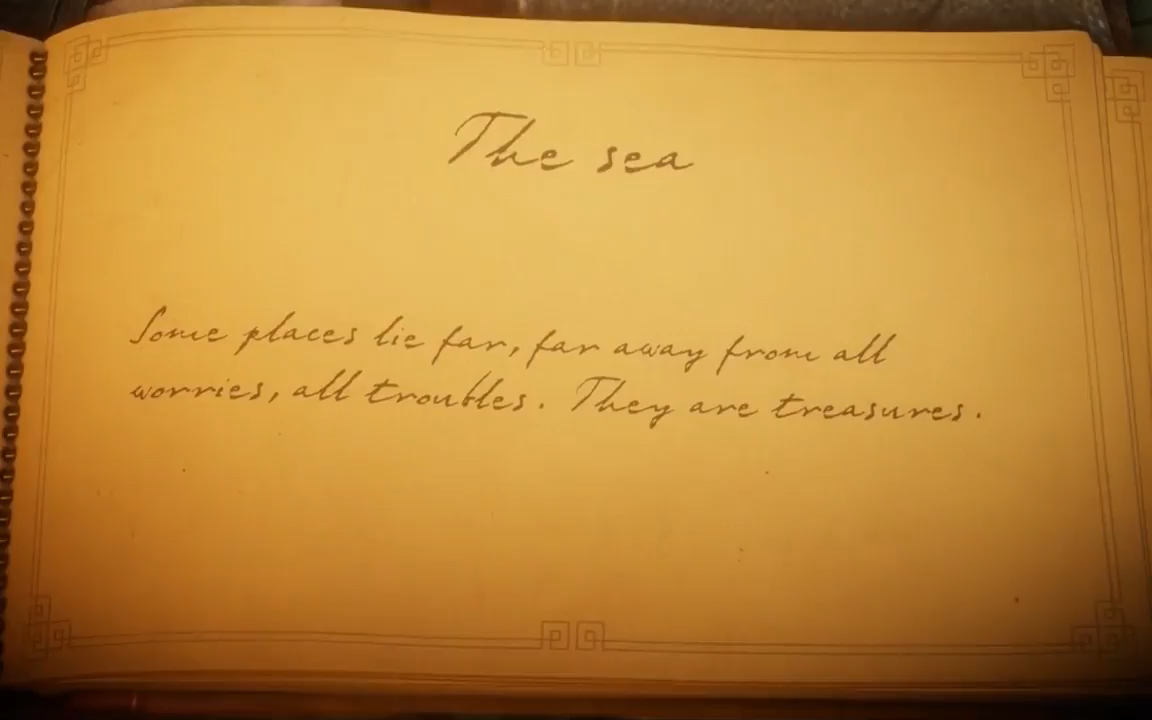 The sea
Some places lie far, far away from all
worries, all troubles. They are treasures.